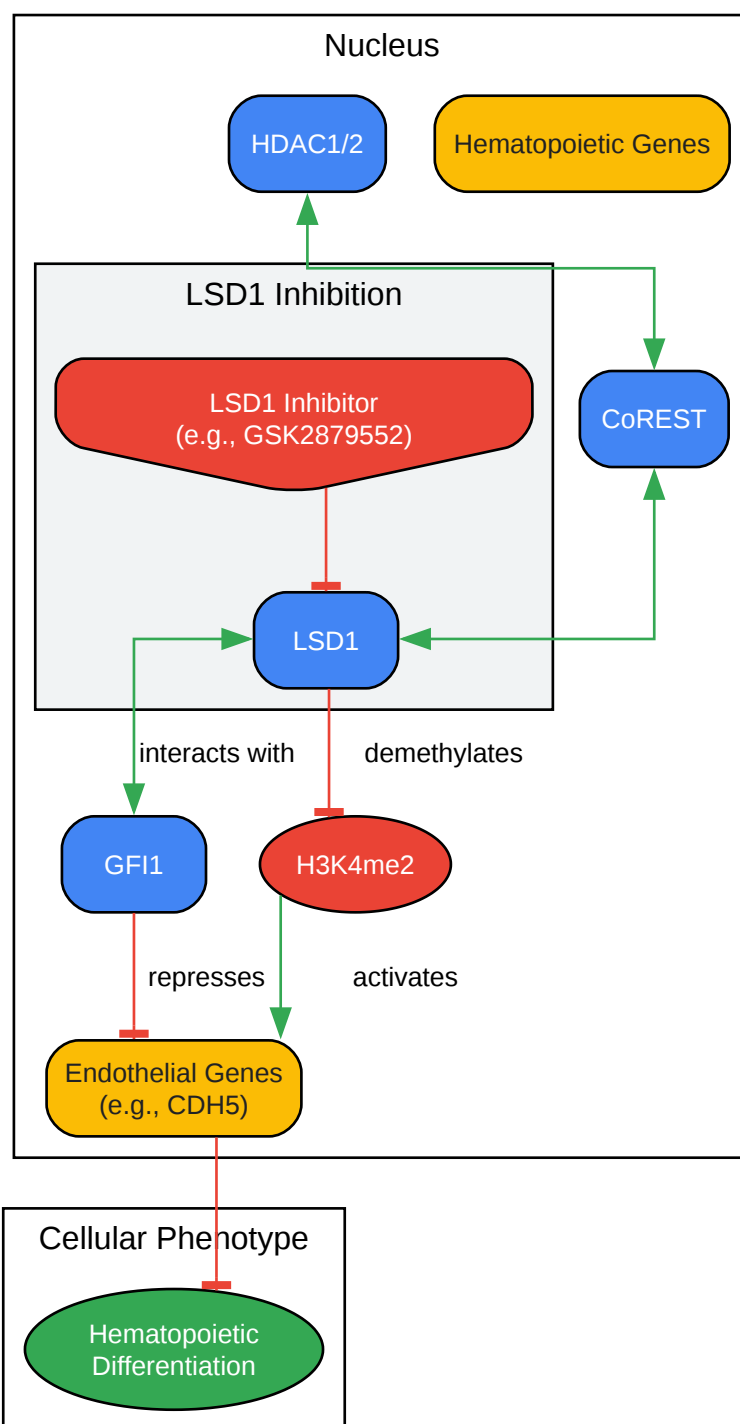 Nucleus
HDAC1/2
Hematopoietic Genes
LSD1 Inhibition
LSD1 Inhibitor
(e.g., GSK2879552)
CoREST
LSD1
interacts with
demethylates
GFI1
H3K4me2
represses
activates
Endothelial Genes
(e.g., CDH5)
Cellular Phenotype
Hematopoietic
Differentiation